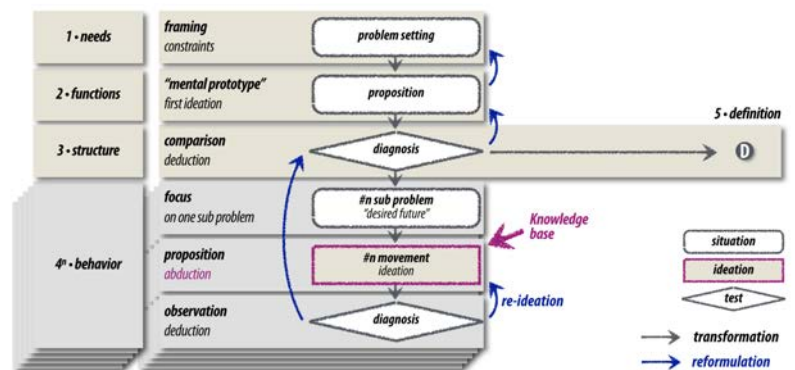 1 • needs
framing
constraints
problem setting
2 • functions
"mental prototype"
first ideation
proposition
5 • definition
3 • structure
comparison
deduction
diagnosis
D
4ⁿ • behavior
focus
on one sub problem
#n sub problem
"desired future"
Knowledge
base
proposition
abduction
#n movement
ideation
observation
deduction
diagnosis
re-ideation
situation
ideation
test
transformation
reformulation